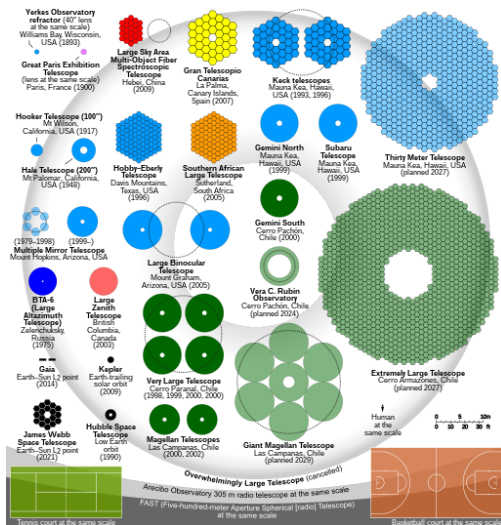 Yerkes Observatory
refractor (40" lens
at the same scale)
Williams Bay, Wisconsin,
USA (1893)
Great Paris Exhibition
Telescope
(lens at the same scale)
Paris, France (1900)
Large Sky Area
Multi-Object Fiber
Spectroscopic
Telescope
Hebei, China
(2009)
Gran Telescopio
Canarias
La Palma,
Canary Islands,
Spain (2007)
Keck telescopes
Mauna Kea, Hawaii,
USA (1993, 1996)
Thirty Meter Telescope
Mauna Kea, Hawaii, USA
(planned 2027)
Hooker Telescope (100")
Mt Wilson,
California, USA (1917)
Hale Telescope (200")
Mt Palomar, California,
USA (1948)
Hobby-Eberly
Telescope
Davis Mountains,
Texas, USA
(1996)
Southern African
Large Telescope
Sutherland,
South Africa
(2005)
Gemini North
Mauna Kea,
Hawaii, USA
(1999)
Subaru
Telescope
Mauna Kea,
Hawaii, USA
(1999)
Gemini South
Cerro Pachón,
Chile (2000)
(1979–1998)
(1999–)
Multiple Mirror Telescope
Mount Hopkins, Arizona, USA
Large Binocular
Telescope
Mount Graham,
Arizona, USA (2005)
Vera C. Rubin
Observatory
Cerro Pachón, Chile
(planned 2024)
BTA-6
(Large
Altazimuth
Telescope)
Zelenchuksky,
Russia
(1975)
Large
Zenith
Telescope
British
Columbia,
Canada
(2003)
Gaia
Earth–Sun L2 point
(2014)
Kepler
Earth-trailing
solar orbit
(2009)
Very Large Telescope
Cerro Paranal, Chile
(1998, 1999, 2000, 2000)
Extremely Large Telescope
Cerro Armazones, Chile
(planned 2027)
James Webb
Space Telescope
Earth–Sun L2 point
(2021)
Hubble Space
Telescope
Low Earth
orbit
(1990)
Magellan Telescopes
Las Campanas, Chile
(2000, 2002)
Giant Magellan Telescope
Las Campanas, Chile
(planned 2029)
Human
at the
same scale
0 5 10m
0 10 20 30 ft
Overwhelmingly Large Telescope (cancelled)
Arecibo Observatory 305 m radio telescope at the same scale
FAST (Five-hundred-meter Aperture Spherical [radio] Telescope)
at the same scale
Tennis court at the same scale
Basketball court at the same scale